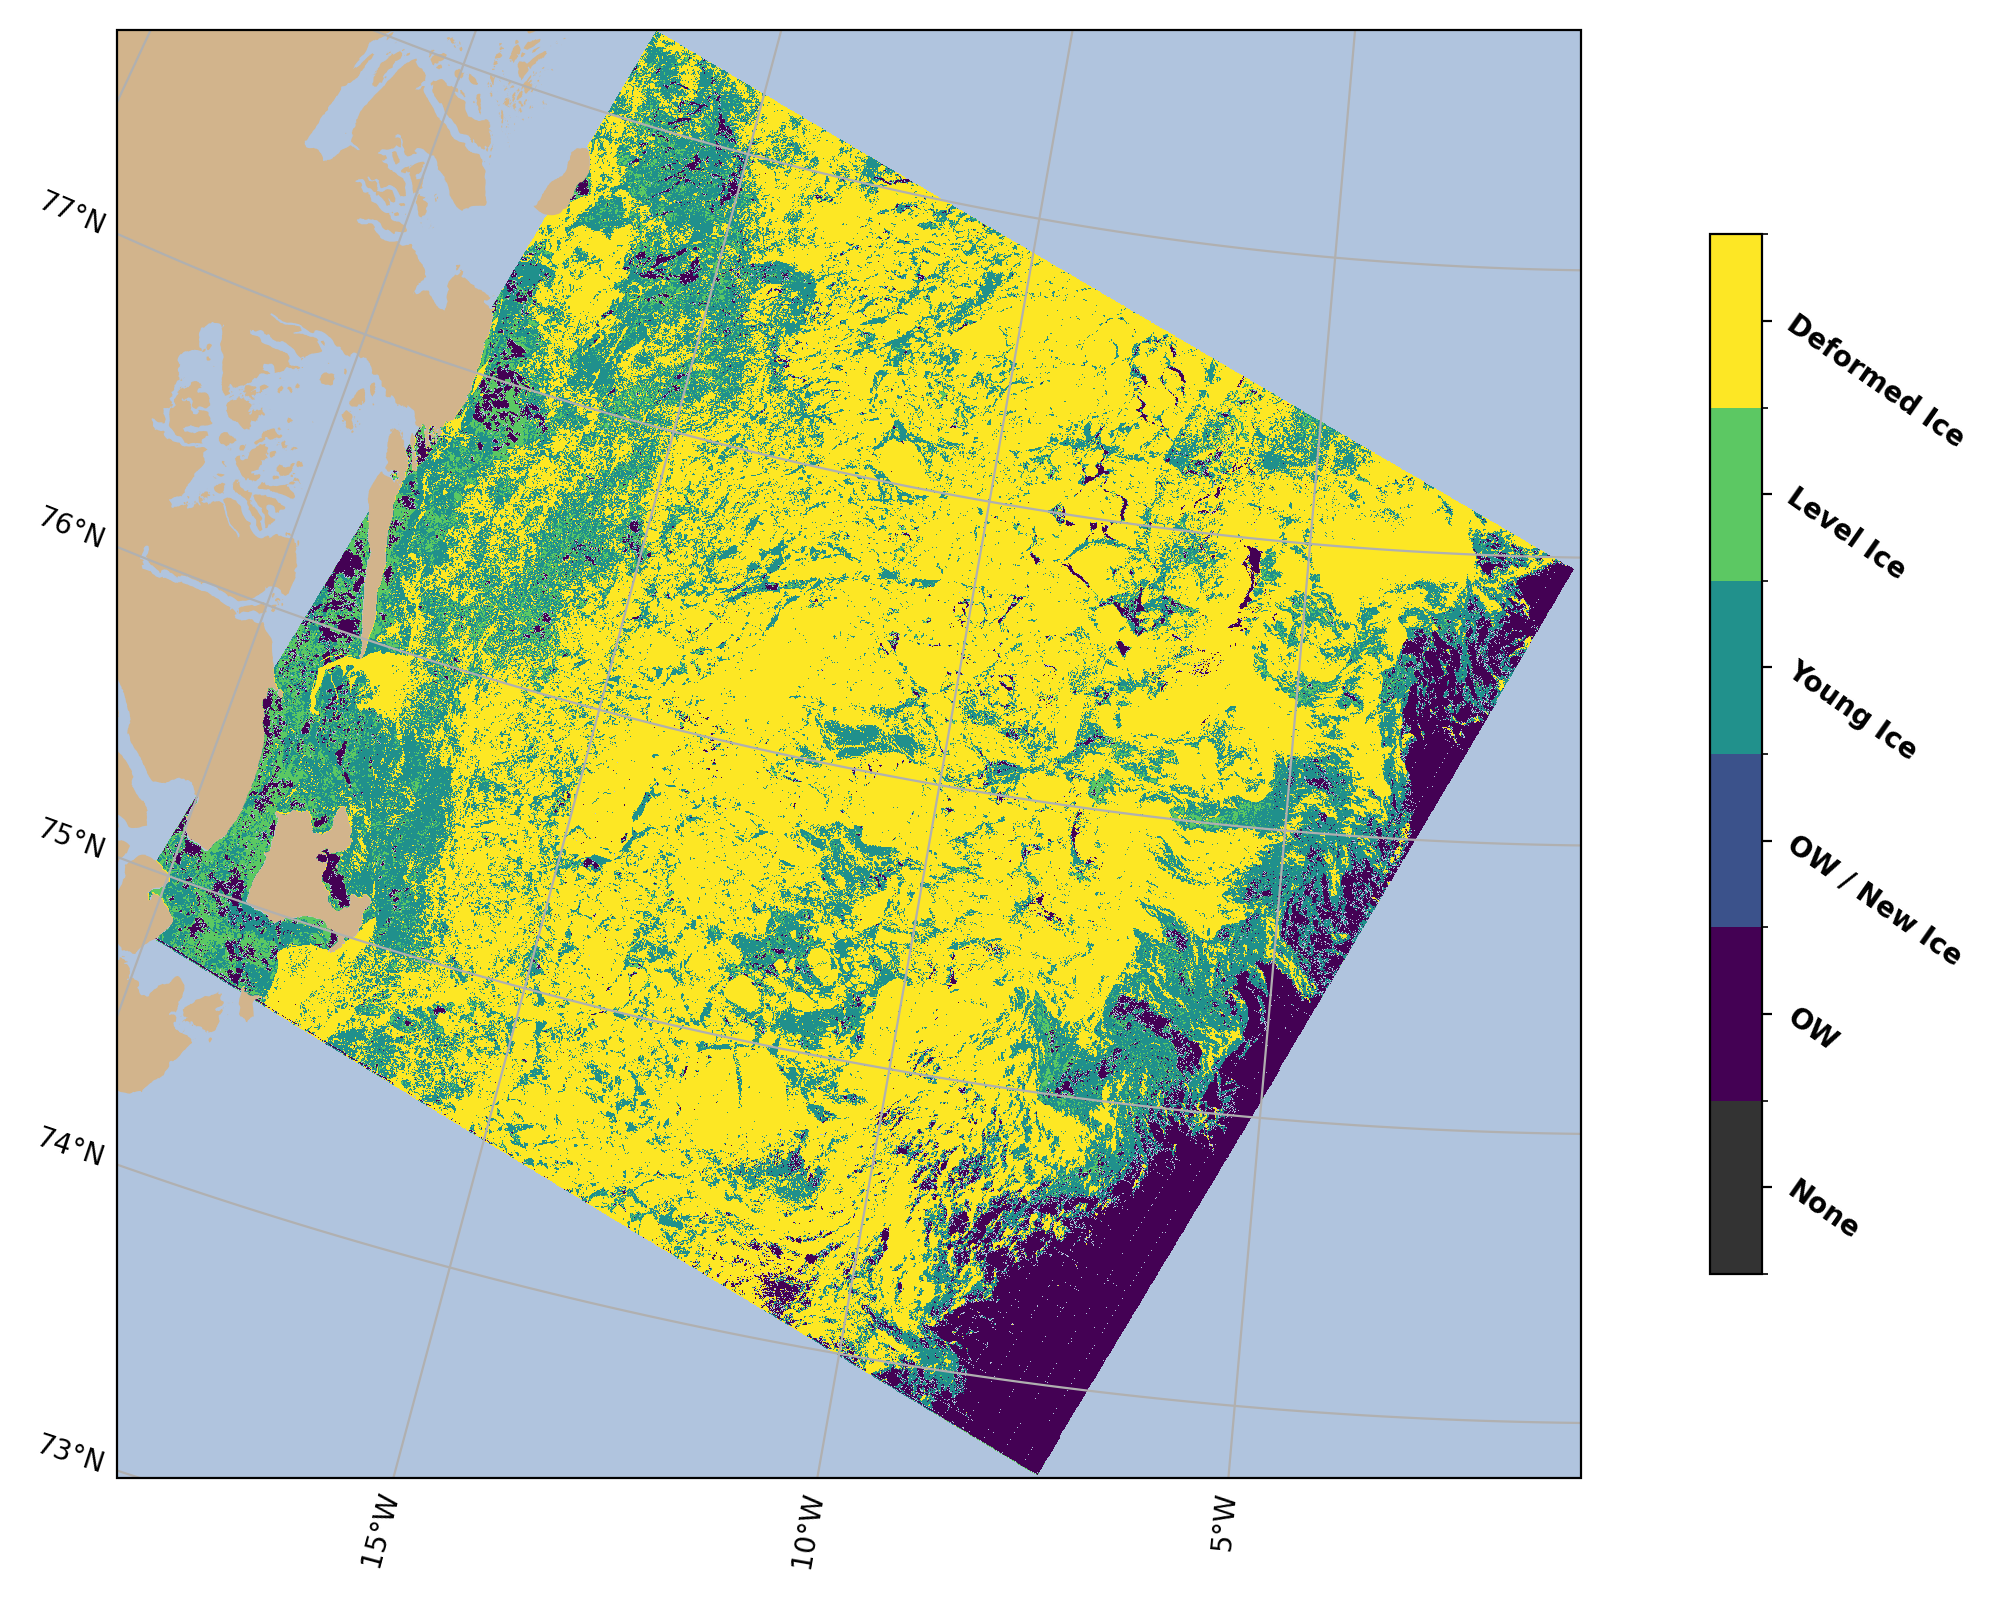 77°N
76°N
75°N
74°N
73°N
15°W
10°W
5°W
Deformed Ice
Level Ice
Young Ice
OW / New Ice
OW
None